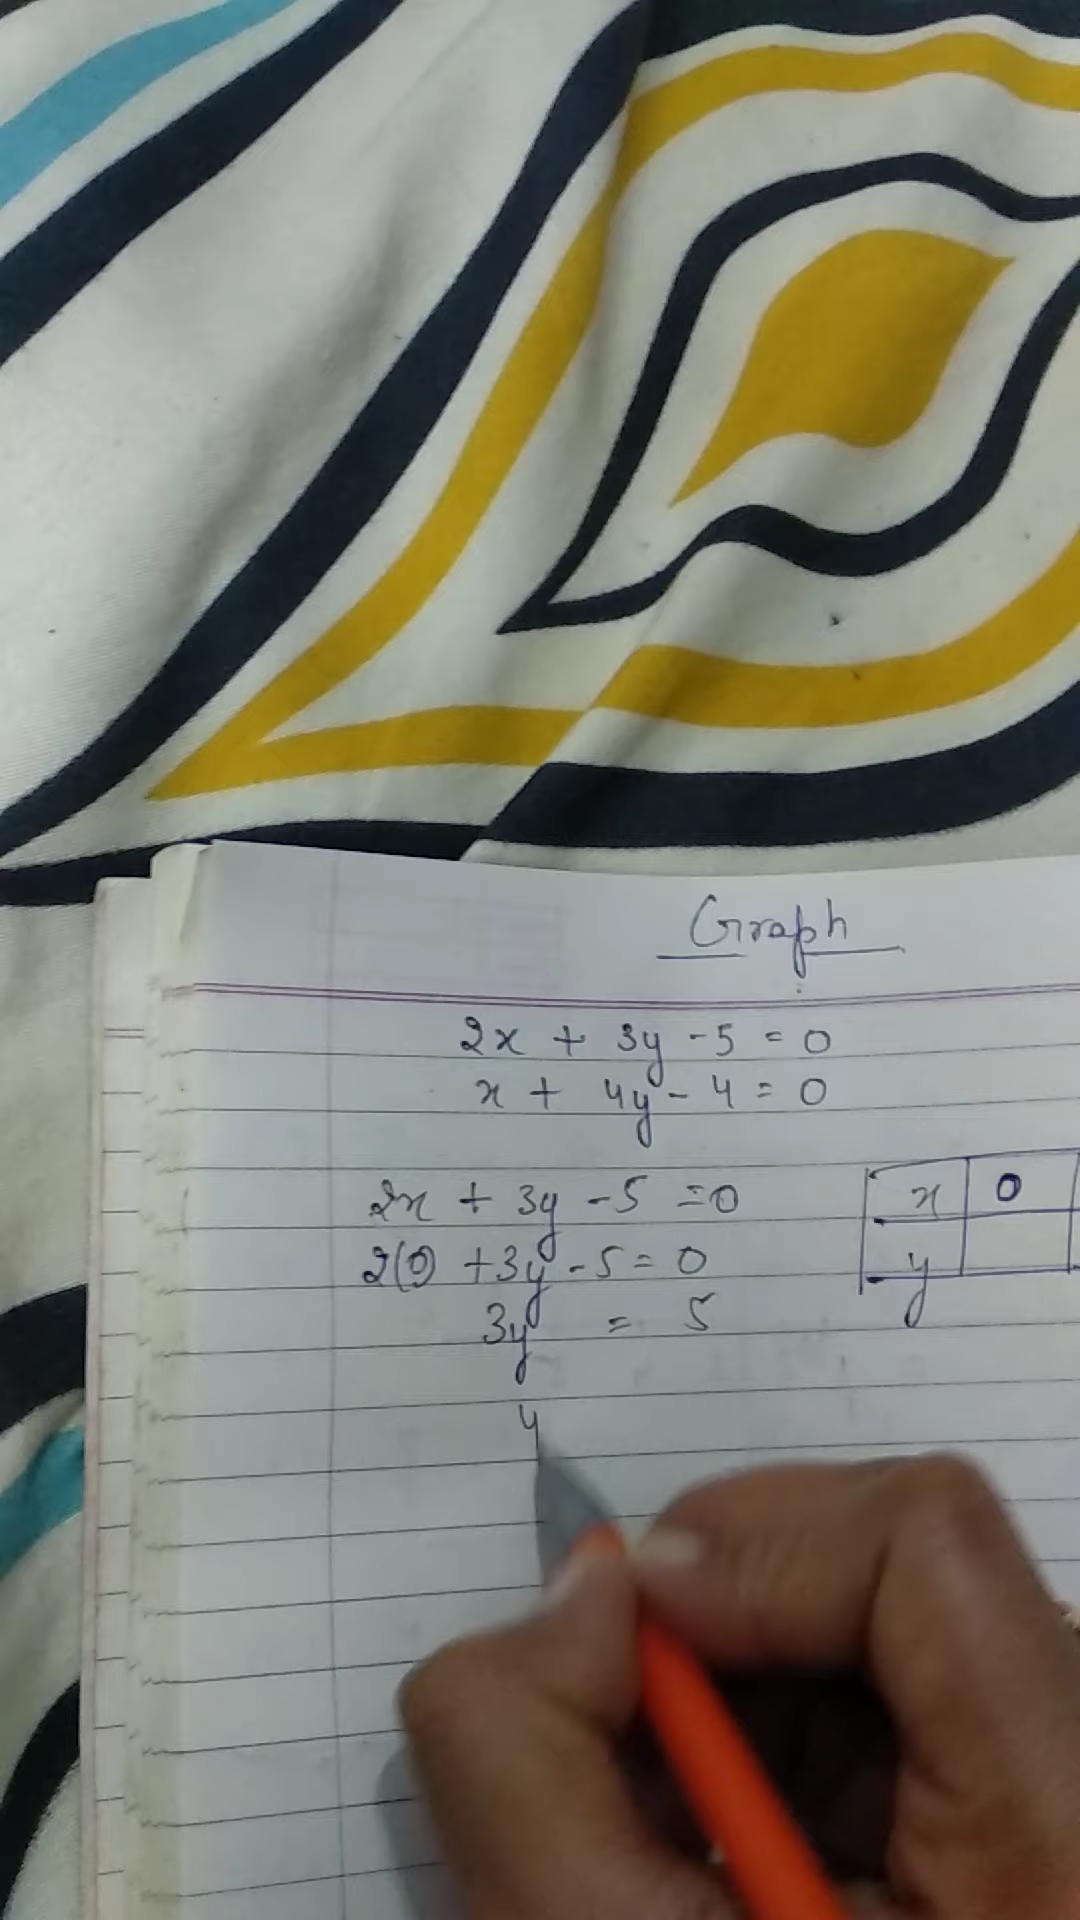 Graph
2x + 3y - 5 = 0
x + 4y - 4 = 0
2x + 3y - 5 = 0
x 0
2(0) + 3y - 5 = 0
y
3y = 5
y